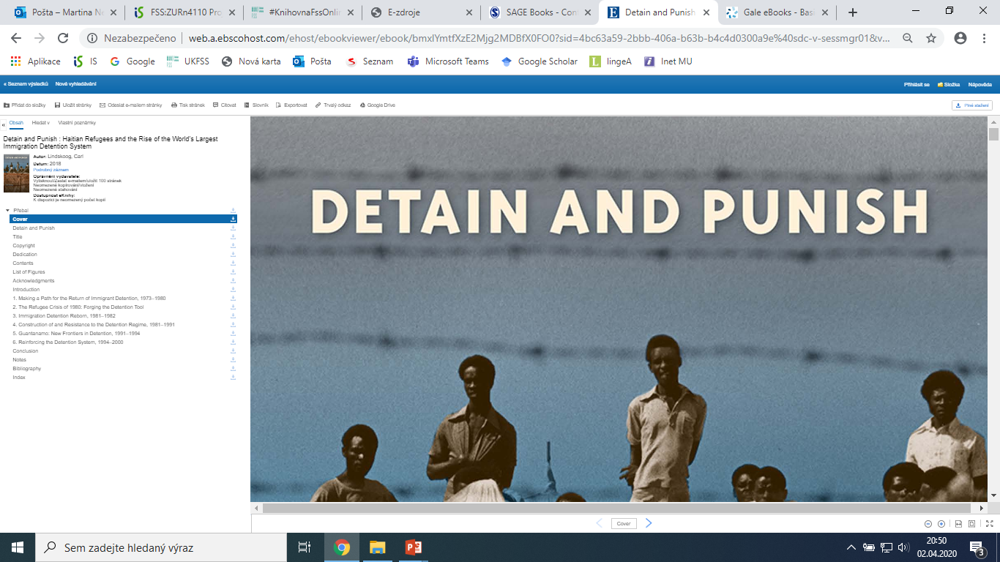 Pošta – Martina Ne
FSS:ZURn4110 Pro
#KnihovnaFssOnlin
E-zdroje
SAGE Books - Cont
Detain and Punish
Gale eBooks - Basi
Nezabezpečeno
web.a.ebscohost.com/ehost/ebookviewer/ebook/bmxlYmtfXzE2Mjg2MDBfX0FO0?sid=4bc63a59-2bbb-406a-b63b-b4c4d0300a9e%40sdc-v-sessmgr01&v...
Aplikace
IS
Google
UKFSS
Nová karta
Pošta
Seznam
Microsoft Teams
Google Scholar
lingeA
Inet MU
« Seznam výsledků Nové vyhledávání
Přihlásit se Složka Nápověda
Přidat do složky
Uložit stránky
Odeslat e-mailem stránky
Tisk stránek
Citovat
Slovník
Exportovat
Trvalý odkaz
Google Drive
Plné stažení
« Obsah Hledat v Vlastní poznámky
Detain and Punish : Haitian Refugees and the Rise of the World's Largest
Immigration Detention System
DETAIN AND PUNISH
Autor: Lindskoog, Carl
Datum: 2018
Podrobný záznam
Oprávnění vydavatele:
Vytisknout/Zaslat e-mailem/uložit 100 stránek
Neomezené kopírování/vložení
Neomezené stahování
Dostupnost eKnihy:
K dispozici je neomezený počet kopií
Přebal
Cover
Detain and Punish
Title
Copyright
Dedication
Contents
List of Figures
Acknowledgments
Introduction
1. Making a Path for the Return of Immigrant Detention, 1973–1980
2. The Refugee Crisis of 1980: Forging the Detention Tool
3. Immigration Detention Reborn, 1981–1982
4. Construction of and Resistance to the Detention Regime, 1981–1991
5. Guantanamo: New Frontiers in Detention, 1991–1994
6. Reinforcing the Detention System, 1994–2000
Conclusion
Notes
Bibliography
Index
DETAIN AND PUNISH
Cover
Sem zadejte hledaný výraz
20:50
02.04.2020
3